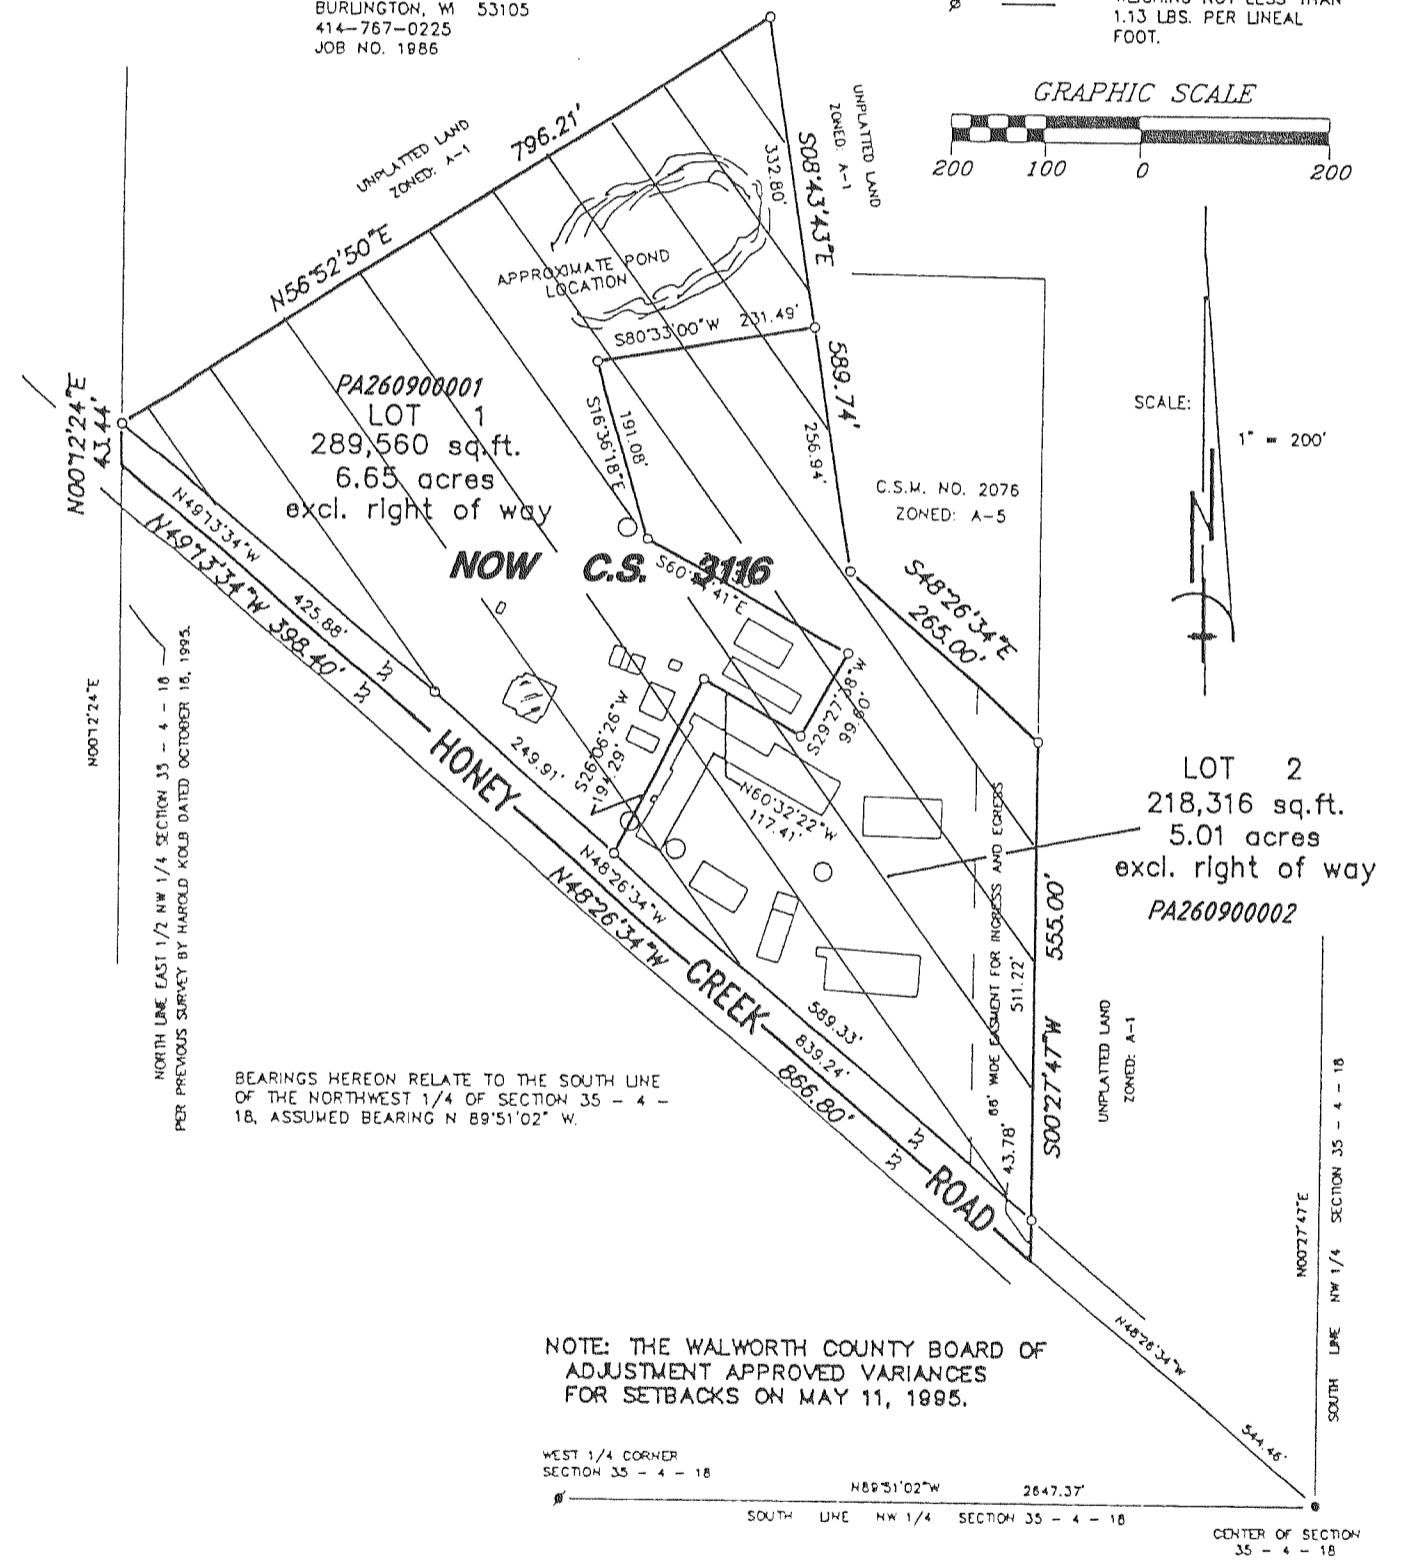 BURLINGTON, WI 53105
414-767-0225
JOB NO. 1986
1.13 LBS. PER LINEAL
FOOT.
GRAPHIC SCALE
200 100 0 200
UNPLATTED LAND
ZONED: A-1
796.21'
N56°52'50"E
UNPLATTED LAND
ZONED: A-1
332.80'
S08°43'43"E
589.74'
256.94'
APPROXIMATE POND
LOCATION
S80°33'00"W 231.49'
SCALE:
1" = 200'
N00°12'24"E
43.44'
PA260900001
LOT 1
289,560 sq.ft.
6.65 acres
excl. right of way
S16°36'18"E
191.08'
C.S.M. NO. 2076
ZONED: A-5
NOW C.S. 3116
N49°13'34"W
425.88'
N49°13'34"W 398.40'
S48°26'34"E
265.00'
N00°12'24"E
NORTH LINE EAST 1/2 NW 1/4 SECTION 35 - 4 - 18
PER PREVIOUS SURVEY BY HAROLD KOLB DATED OCTOBER 16, 1995.
S26°06'26"W
194.29'
249.91'
99.60'
N60°32'22"W
117.41'
LOT 2
218,316 sq.ft.
5.01 acres
excl. right of way
PA260900002
HONEY CREEK ROAD
N48°26'34"W
N48°26'34"W
589.33'
839.24'
866.80'
66' WIDE EASMENT FOR INGRESS AND EGRESS
511.22'
43.78'
S00°27'47"W 555.00'
UNPLATTED LAND
ZONED: A-1
BEARINGS HEREON RELATE TO THE SOUTH LINE
OF THE NORTHWEST 1/4 OF SECTION 35 - 4 -
18, ASSUMED BEARING N 89°51'02" W.
N00°27'47"E
SOUTH LINE NW 1/4 SECTION 35 - 4 - 18
N48°26'34"W
544.46'
NOTE: THE WALWORTH COUNTY BOARD OF
ADJUSTMENT APPROVED VARIANCES
FOR SETBACKS ON MAY 11, 1995.
WEST 1/4 CORNER
SECTION 35 - 4 - 18
N89°51'02"W 2647.37'
SOUTH LINE NW 1/4 SECTION 35 - 4 - 18
CENTER OF SECTION
35 - 4 - 18